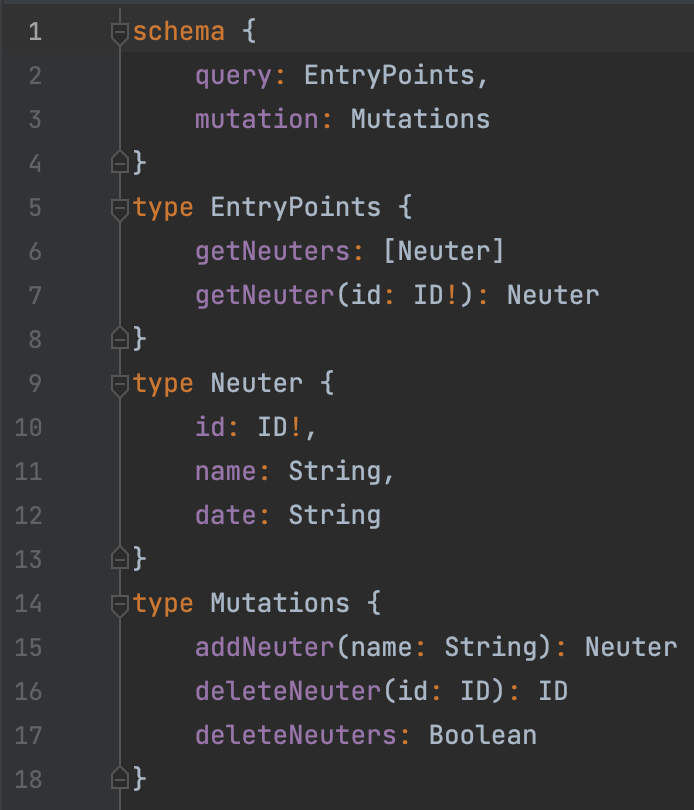 1 schema {
2 query: EntryPoints,
3 mutation: Mutations
4 }
5 type EntryPoints {
6 getNeuters: [Neuter]
7 getNeuter(id: ID!): Neuter
8 }
9 type Neuter {
10 id: ID!,
11 name: String,
12 date: String
13 }
14 type Mutations {
15 addNeuter(name: String): Neuter
16 deleteNeuter(id: ID): ID
17 deleteNeuters: Boolean
18 }